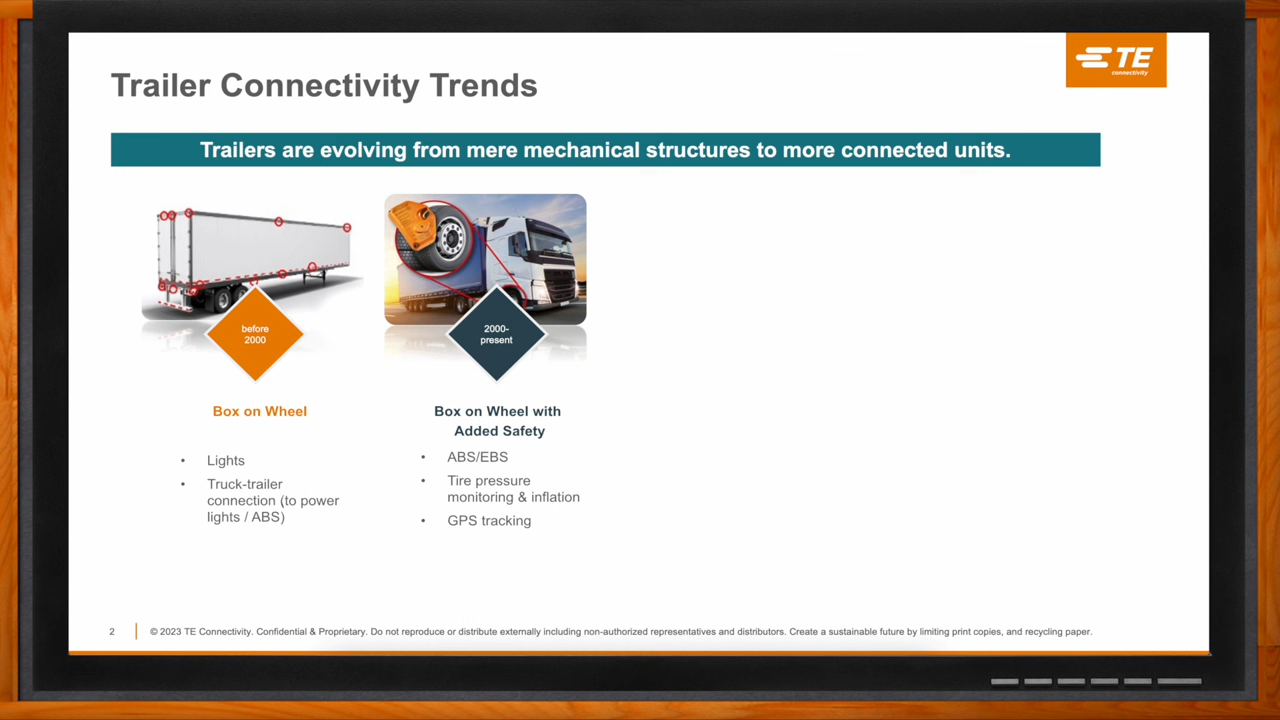 Trailer Connectivity Trends
TE
connectivity
Trailers are evolving from mere mechanical structures to more connected units.
before
2000
Box on Wheel
• Lights
• Truck-trailer
connection (to power
lights / ABS)
2000-
present
Box on Wheel with
Added Safety
• ABS/EBS
• Tire pressure
monitoring & inflation
• GPS tracking
2
© 2023 TE Connectivity. Confidential & Proprietary. Do not reproduce or distribute externally including non-authorized representatives and distributors. Create a sustainable future by limiting print copies, and recycling paper.